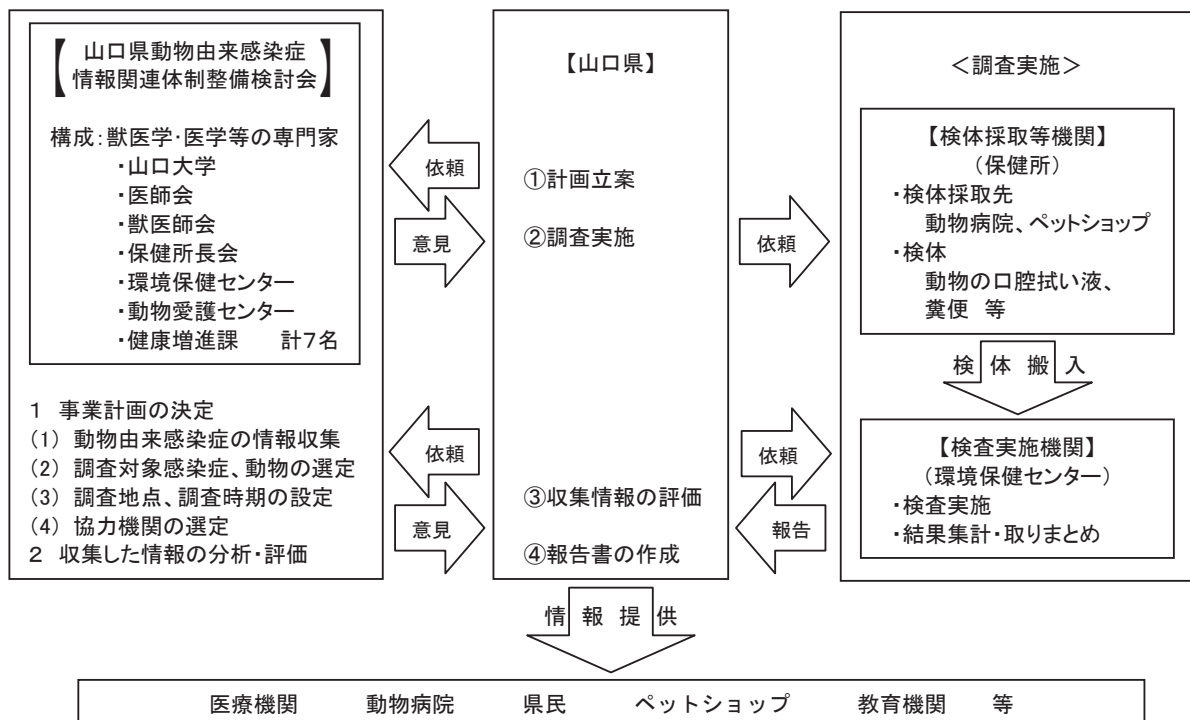 【山口県動物由来感染症
情報関連体制整備検討会】
構成:獣医学・医学等の専門家
・山口大学
・医師会
・獣医師会
・保健所長会
・環境保健センター
・動物愛護センター
・健康増進課 計7名
1 事業計画の決定
(1) 動物由来感染症の情報収集
(2) 調査対象感染症、動物の選定
(3) 調査地点、調査時期の設定
(4) 協力機関の選定
2 収集した情報の分析・評価
依頼
意見
依頼
意見
【山口県】
①計画立案
②調査実施
③収集情報の評価
④報告書の作成
依頼
依頼
報告
<調査実施>
【検体採取等機関】
(保健所)
・検体採取先
動物病院、ペットショップ
・検体
動物の口腔拭い液、
糞便 等
検体搬入
【検査実施機関】
(環境保健センター)
・検査実施
・結果集計・取りまとめ
情報提供
医療機関 動物病院 県民 ペットショップ 教育機関 等